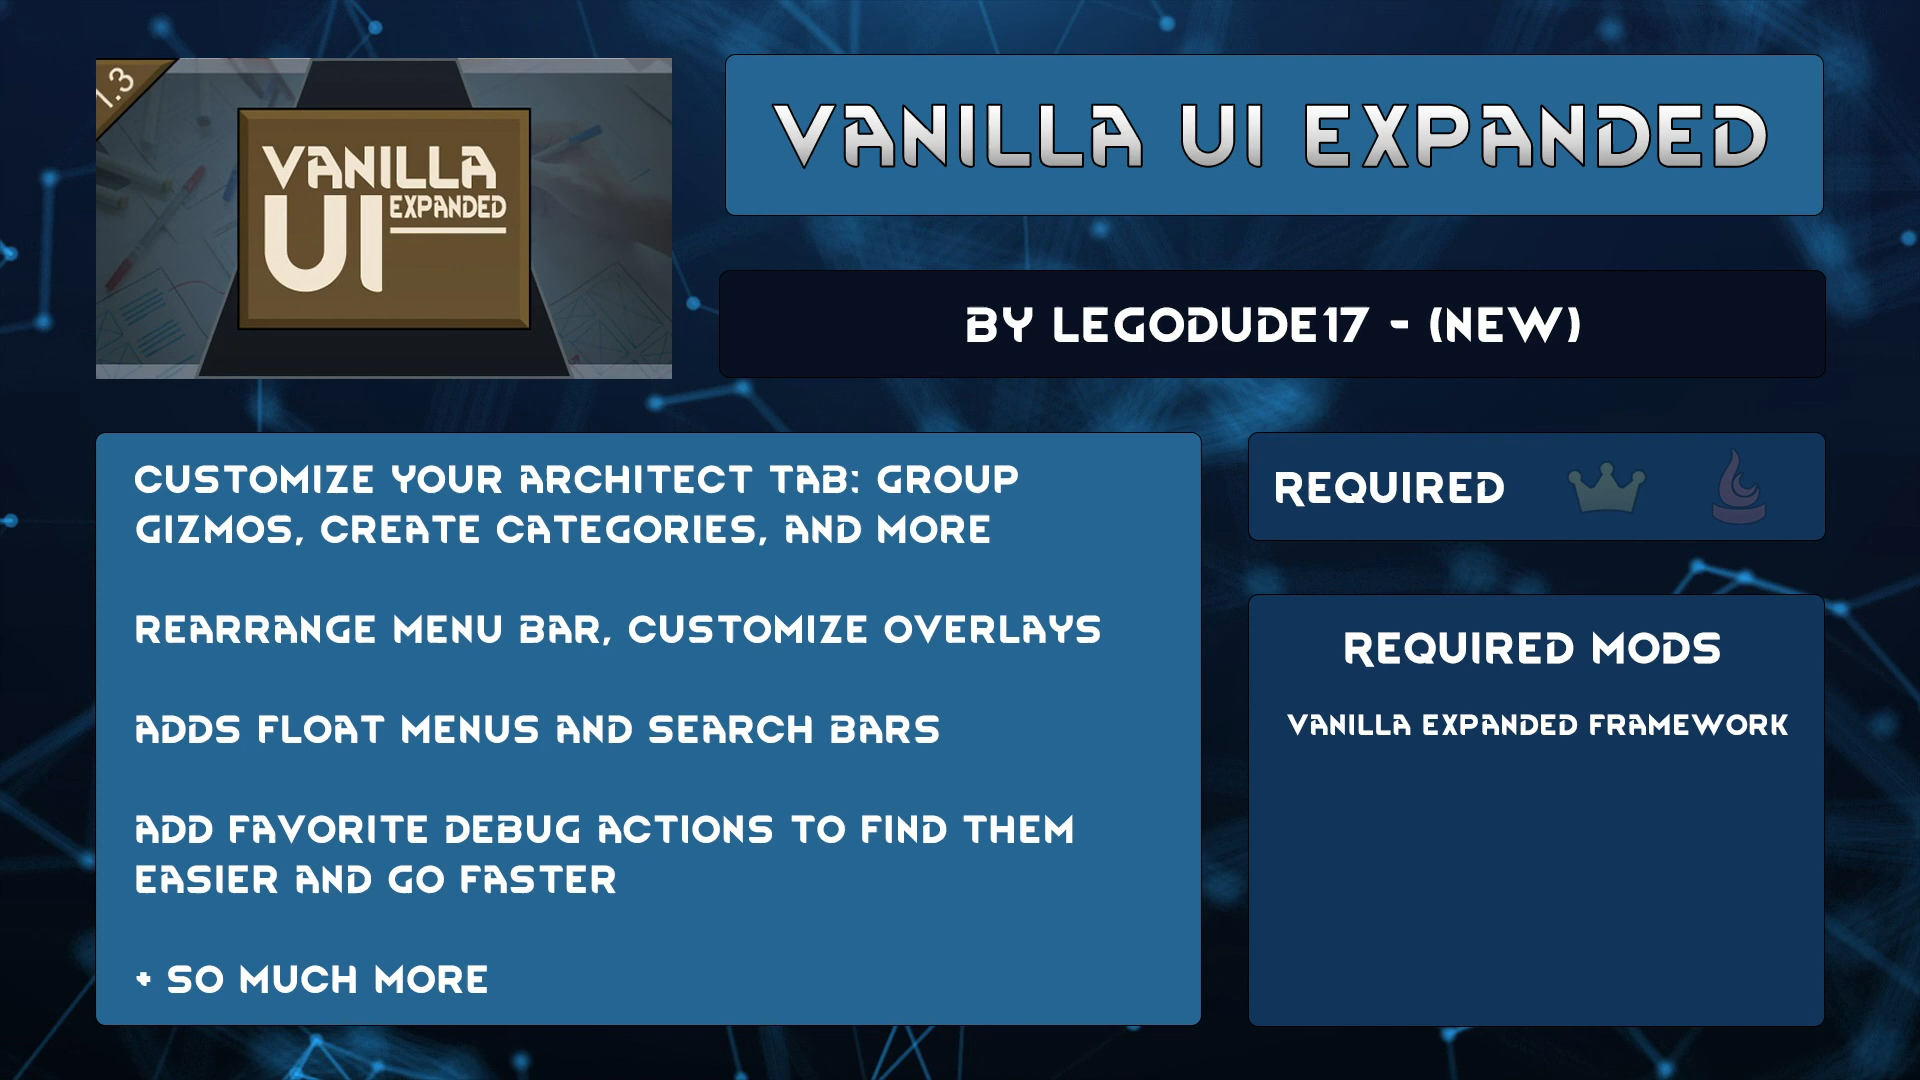 1.3
VANILLA
UI EXPANDED
VANILLA UI EXPANDED
BY LEGODUDE17 - (NEW)
CUSTOMIZE YOUR ARCHITECT TAB: GROUP
GIZMOS, CREATE CATEGORIES, AND MORE
REARRANGE MENU BAR, CUSTOMIZE OVERLAYS
ADDS FLOAT MENUS AND SEARCH BARS
ADD FAVORITE DEBUG ACTIONS TO FIND THEM
EASIER AND GO FASTER
+ SO MUCH MORE
REQUIRED
REQUIRED MODS
VANILLA EXPANDED FRAMEWORK